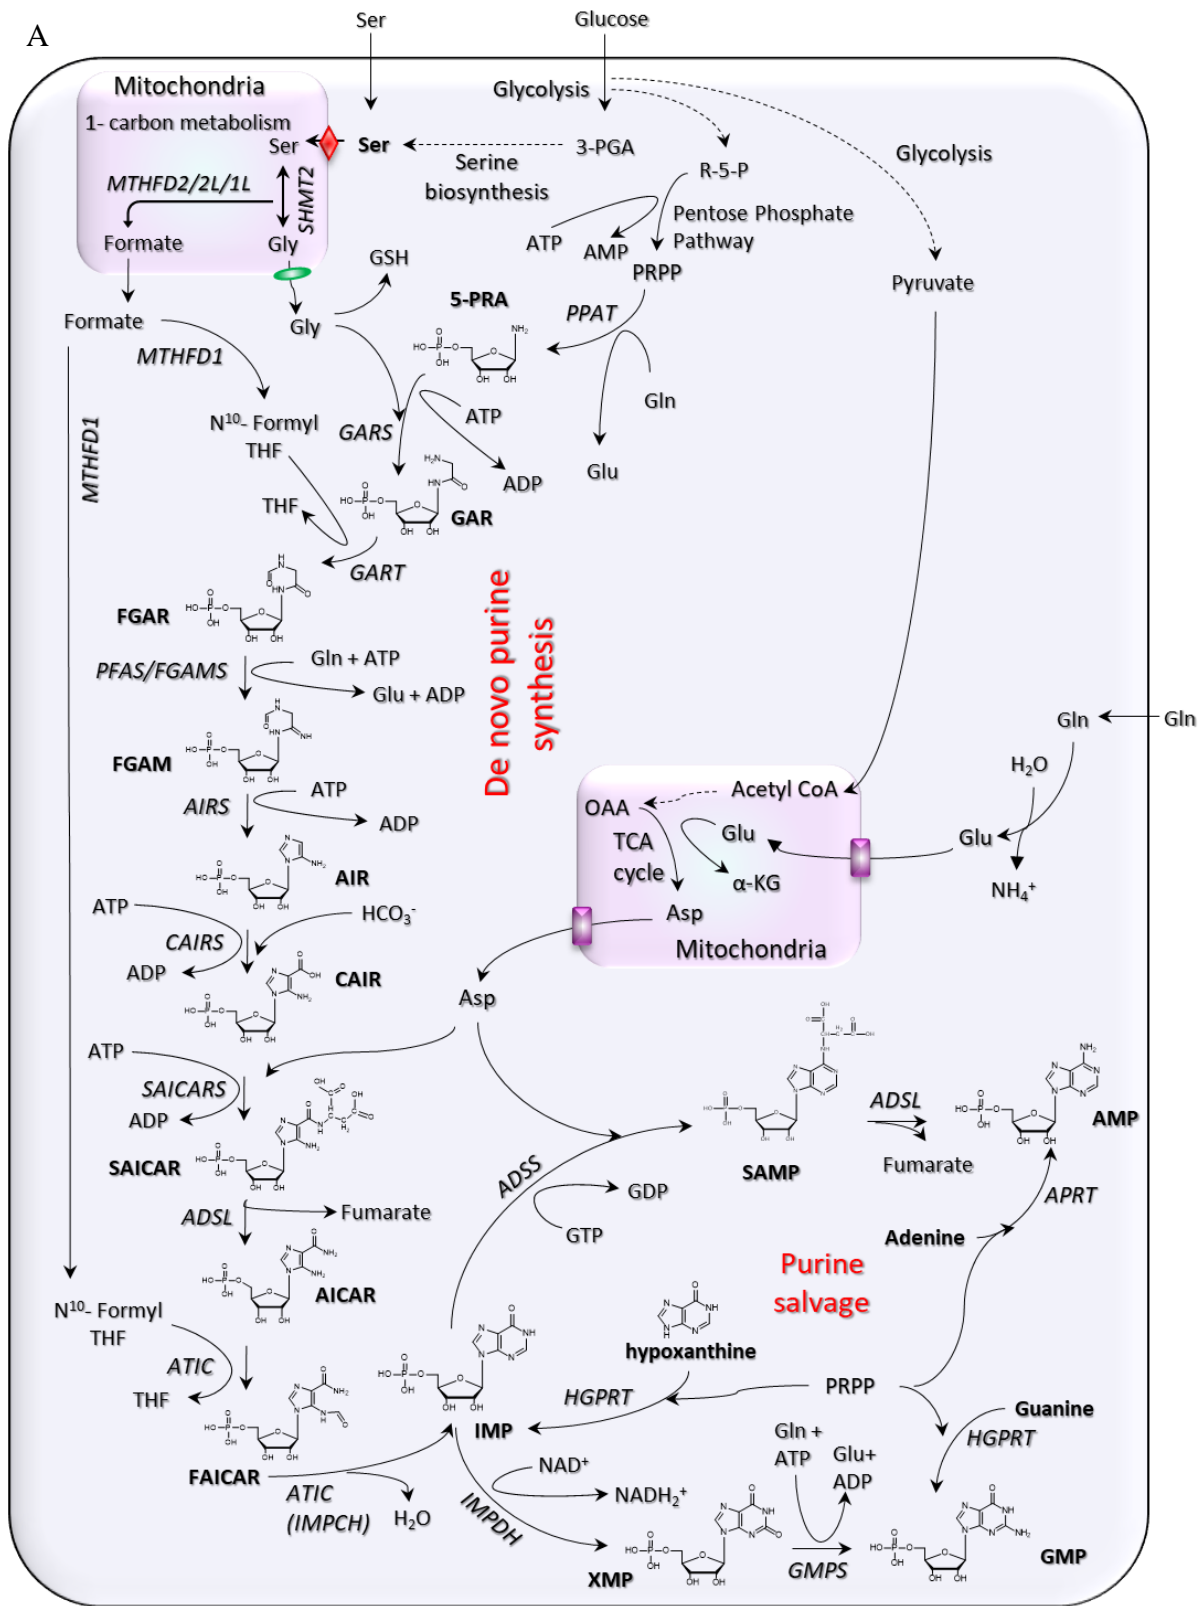 A
Ser
Glucose
Mitochondria
1- carbon metabolism
Ser
MTHFD2/2L/1L
SHMT2
Formate
Gly
Ser
Glycolysis
3-PGA
Serine
biosynthesis
R-5-P
Glycolysis
ATP
AMP
Pentose Phosphate
Pathway
PRPP
Pyruvate
GSH
5-PRA
PPAT
Formate
Gly
MTHFD1
Gln
Glu
N10- Formyl
THF
GARS
ATP
ADP
MTHFD1
THF
GAR
GART
FGAR
De novo purine
synthesis
PFAS/FGAMS
Gln + ATP
Glu + ADP
FGAM
AIRS
ATP
ADP
AIR
Gln
Gln
H2O
Glu
NH4+
Acetyl CoA
OAA
Glu
TCA
cycle
α-KG
Asp
Mitochondria
ATP
HCO3-
CAIRS
ADP
CAIR
Asp
ATP
SAICARS
ADP
SAICAR
ADSL
Fumarate
AICAR
ADSS
GDP
GTP
SAMP
ADSL
Fumarate
AMP
APRT
Adenine
Purine
salvage
N10- Formyl
THF
ATIC
THF
FAICAR
ATIC
(IMPCH)
H2O
IMP
hypoxanthine
HGPRT
PRPP
Guanine
HGPRT
NAD+
NADH2+
IMPDH
XMP
Gln +
ATP
Glu+
ADP
GMPS
GMP